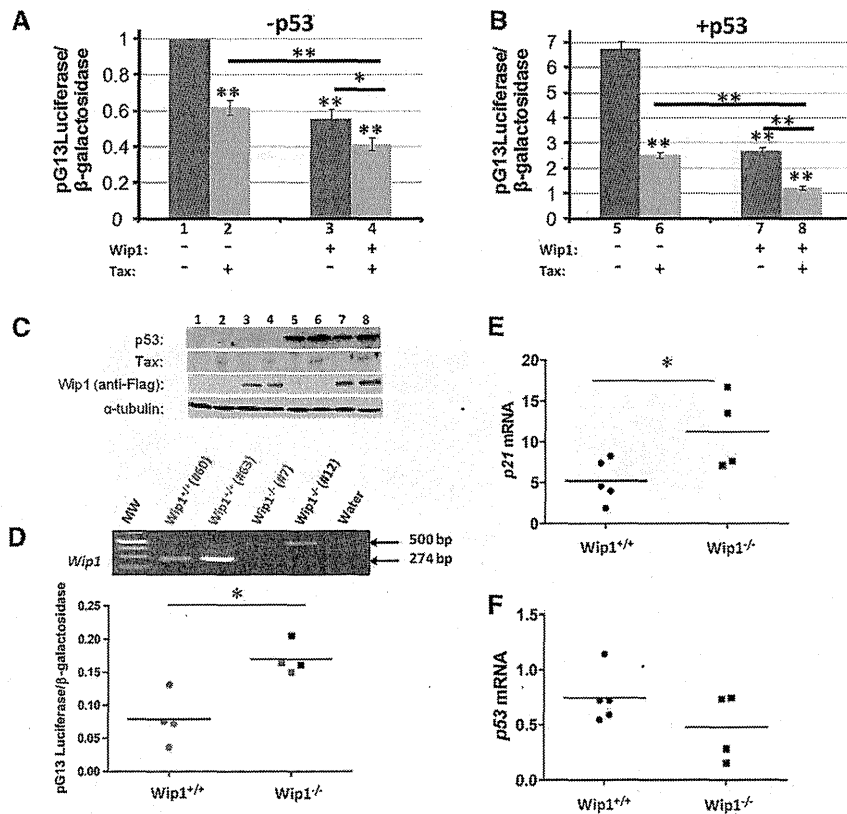 A
-p53
pG13Luciferase/
β-galactosidase
1
0.8
0.6
0.4
0.2
0
**
*
**
**
**
1 2 3 4
Wip1: - - + +
Tax: - + - +
B
+p53
pG13Luciferase/
β-galactosidase
7
6
5
4
3
2
1
0
**
**
**
**
**
5 6 7 8
Wip1: - - + +
Tax: - + - +
C
1 2 3 4 5 6 7 8
p53:
Tax:
Wip1 (anti-Flag):
α-tubulin:
D
MW
Wip1+/+ (#60)
Wip1+/+ (#63)
Wip1-/- (#7)
Wip1-/- (#12)
Water
Wip1
500 bp
274 bp
pG13 Luciferase/β-galactosidase
0.25
0.20
0.15
0.10
0.05
0.00
*
Wip1+/+ Wip1-/-
E
p21 mRNA
20
15
10
5
0
*
Wip1+/+ Wip1-/-
F
p53 mRNA
1.5
1.0
0.5
0.0
Wip1+/+ Wip1-/-